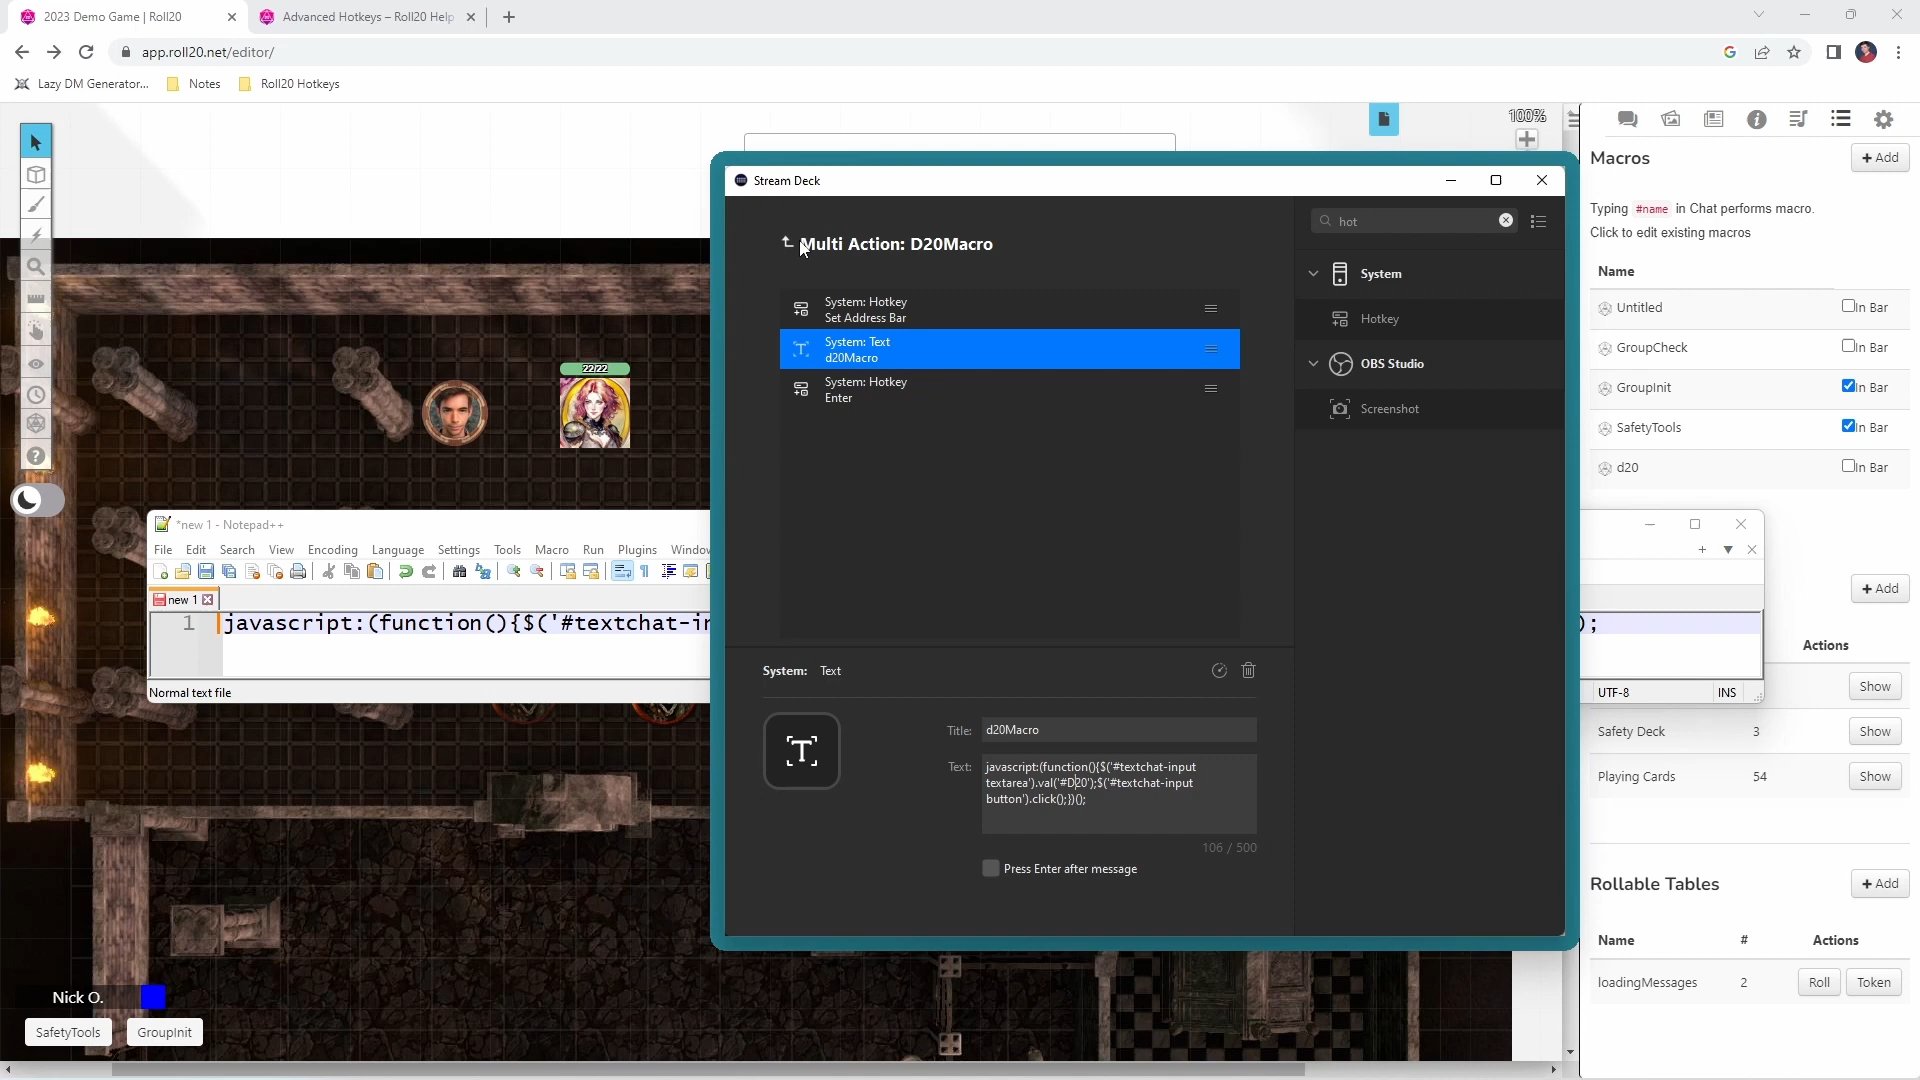 2023 Demo Game | Roll20
Advanced Hotkeys – Roll20 Help
app.roll20.net/editor/
Lazy DM Generator...
Notes
Roll20 Hotkeys
100%
Macros
Add
Typing #name in Chat performs macro.
Click to edit existing macros
Name
Untitled
In Bar
GroupCheck
In Bar
GroupInit
In Bar
SafetyTools
In Bar
d20
In Bar
Stream Deck
Multi Action: D20Macro
System: Hotkey
Set Address Bar
System: Text
d20Macro
System: Hotkey
Enter
hot
System
Hotkey
OBS Studio
Screenshot
System: Text
Title: d20Macro
Text: javascript:(function(){$('#textchat-input
textarea').val('#D20');$('#textchat-input
button').click();})();
106 / 500
Press Enter after message
22/22
*new 1 - Notepad++
File Edit Search View Encoding Language Settings Tools Macro Run Plugins Window
new 1
1 javascript:(function(){$('#textchat-in
);
Normal text file
UTF-8
INS
Add
Actions
Show
Safety Deck 3 Show
Playing Cards 54 Show
Rollable Tables
Add
Name # Actions
loadingMessages 2 Roll Token
Nick O.
SafetyTools
GroupInit